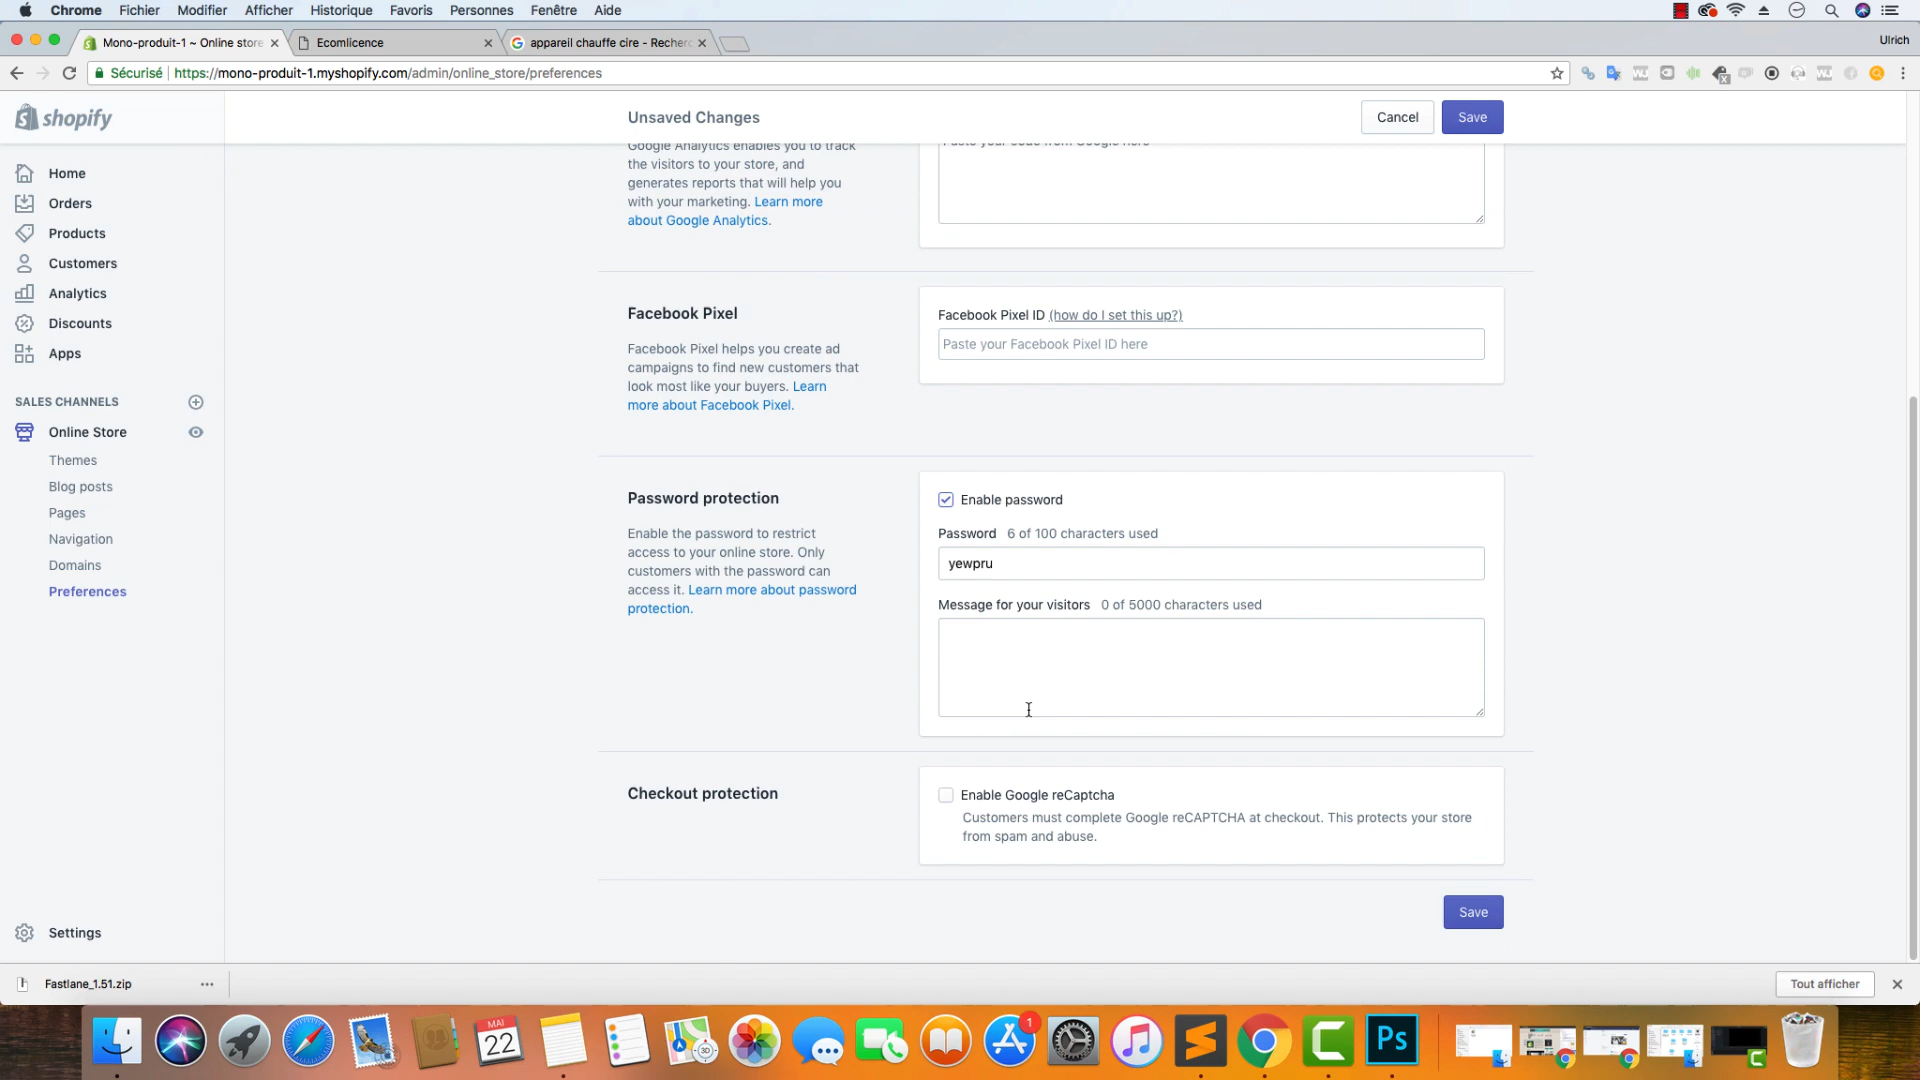 Chrome Fichier Modifier Afficher Historique Favoris Personnes Fenêtre Aide
Mono-produit-1 ~ Online store
Ecomlicence
appareil chauffe cire - Recher
Ulrich
Sécurisé https://mono-produit-1.myshopify.com/admin/online_store/preferences
shopify
Unsaved Changes
Cancel
Save
Home
Orders
Products
Customers
Analytics
Discounts
Apps
SALES CHANNELS
Online Store
Themes
Blog posts
Pages
Navigation
Domains
Preferences
Settings
Google Analytics enables you to track
the visitors to your store, and
generates reports that will help you
with your marketing. Learn more
about Google Analytics.
Paste your code from Google here
Facebook Pixel
Facebook Pixel helps you create ad
campaigns to find new customers that
look most like your buyers. Learn
more about Facebook Pixel.
Facebook Pixel ID (how do I set this up?)
Paste your Facebook Pixel ID here
Password protection
Enable the password to restrict
access to your online store. Only
customers with the password can
access it. Learn more about password
protection.
Enable password
Password 6 of 100 characters used
yewpru
Message for your visitors 0 of 5000 characters used
Checkout protection
Enable Google reCaptcha
Customers must complete Google reCAPTCHA at checkout. This protects your store
from spam and abuse.
Save
Fastlane_1.51.zip
Tout afficher
MAI
22
3D
1
Ps